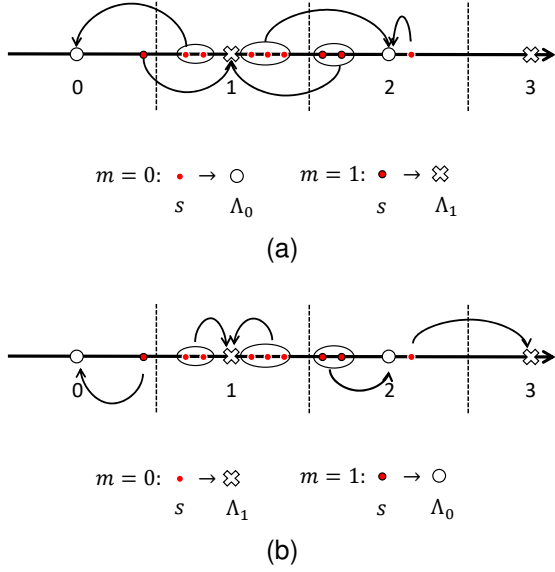 0 1 2 3
m = 0: s → Λ₀ m = 1: s → Λ₁
(a)
0 1 2 3
m = 0: s → Λ₁ m = 1: s → Λ₀
(b)